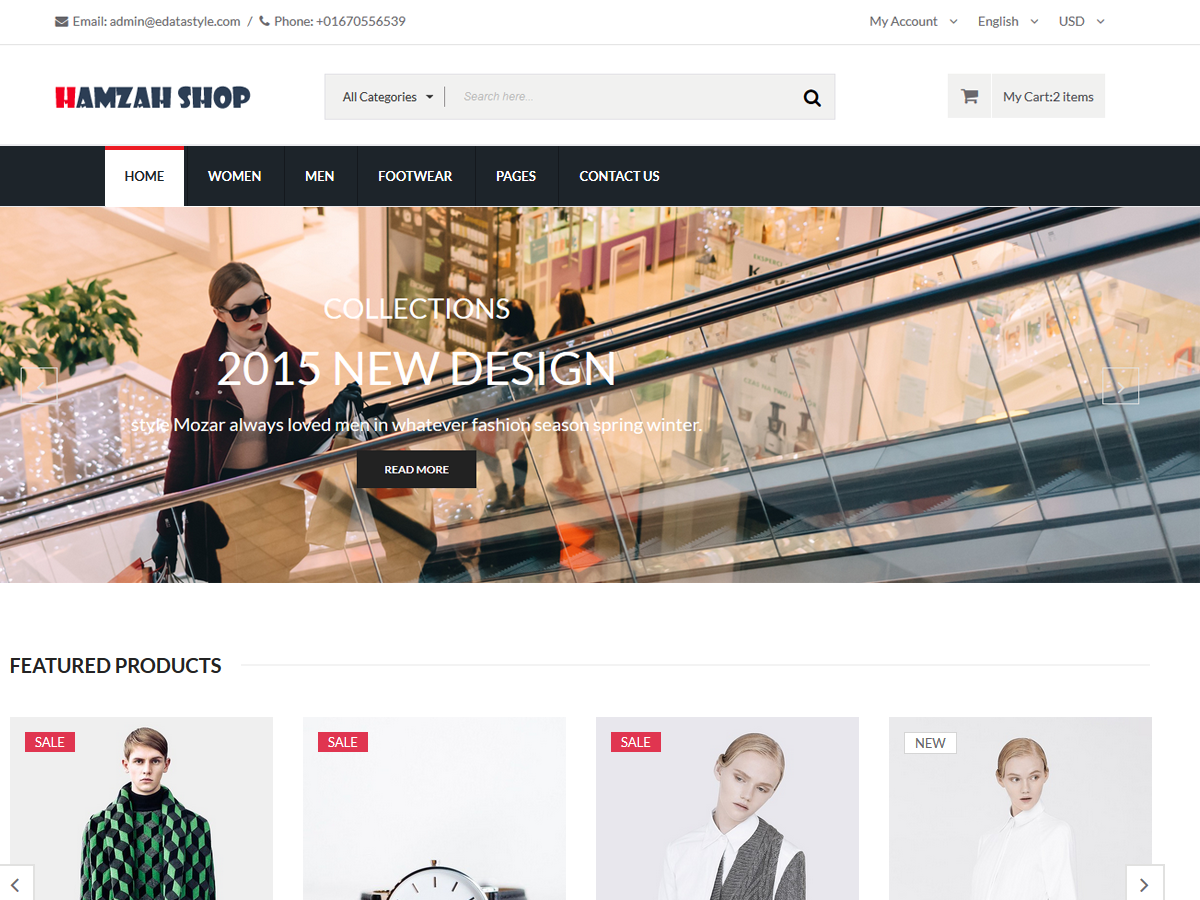 Email: admin@edatastyle.com / Phone: +01670556539
My Account English USD
HAMZAH SHOP
All Categories
Search here...
My Cart:2 items
HOME WOMEN MEN FOOTWEAR PAGES CONTACT US
COLLECTIONS
2015 NEW DESIGN
style Mozar always loved men in whatever fashion season spring winter.
READ MORE
FEATURED PRODUCTS
SALE SALE SALE NEW